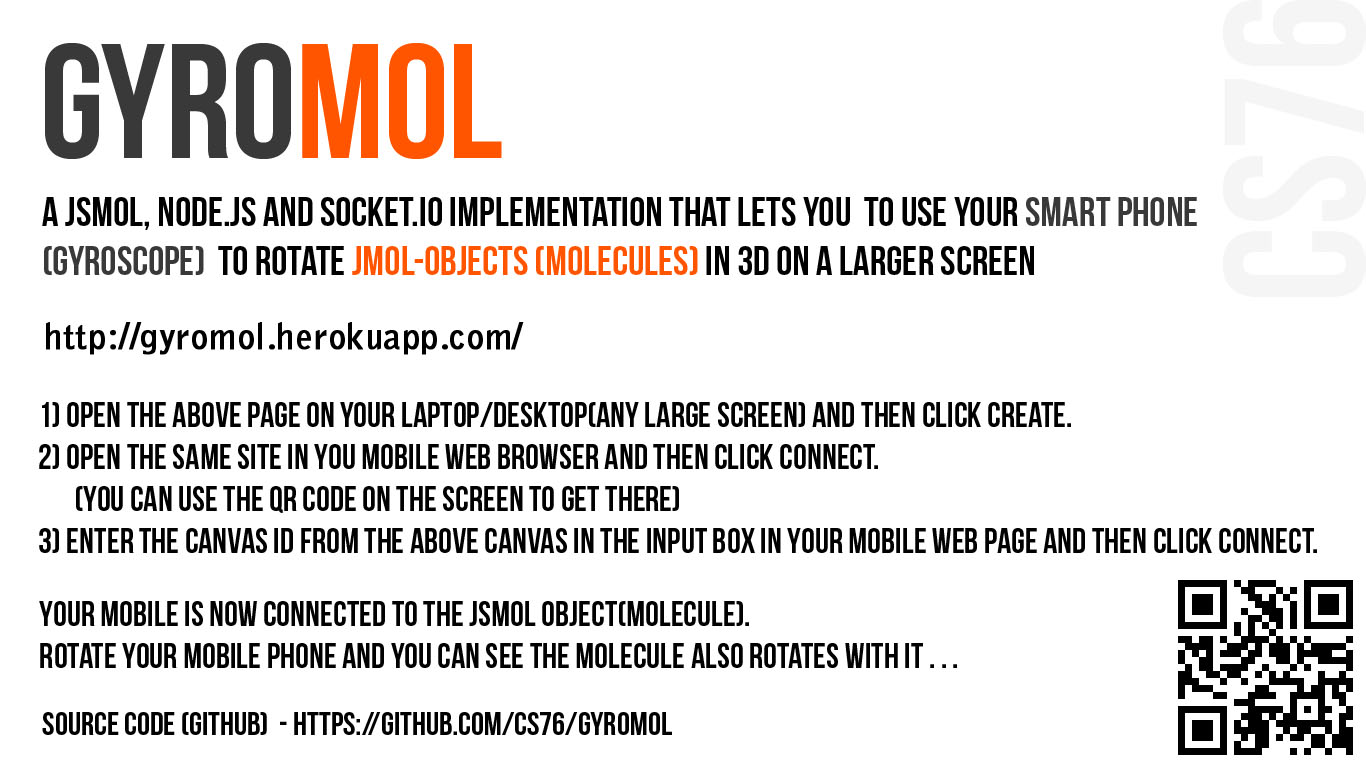 GYROMOL
CS76
A JSMOL, NODE.JS AND SOCKET.IO IMPLEMENTATION THAT LETS YOU TO USE YOUR SMART PHONE
(GYROSCOPE) TO ROTATE JMOL-OBJECTS (MOLECULES) IN 3D ON A LARGER SCREEN
http://gyromol.herokuapp.com/
1) OPEN THE ABOVE PAGE ON YOUR LAPTOP/DESKTOP(ANY LARGE SCREEN) AND THEN CLICK CREATE.
2) OPEN THE SAME SITE IN YOU MOBILE WEB BROWSER AND THEN CLICK CONNECT.
(YOU CAN USE THE QR CODE ON THE SCREEN TO GET THERE)
3) ENTER THE CANVAS ID FROM THE ABOVE CANVAS IN THE INPUT BOX IN YOUR MOBILE WEB PAGE AND THEN CLICK CONNECT.
YOUR MOBILE IS NOW CONNECTED TO THE JSMOL OBJECT(MOLECULE).
ROTATE YOUR MOBILE PHONE AND YOU CAN SEE THE MOLECULE ALSO ROTATES WITH IT . . .
SOURCE CODE (GITHUB) - HTTPS://GITHUB.COM/CS76/GYROMOL